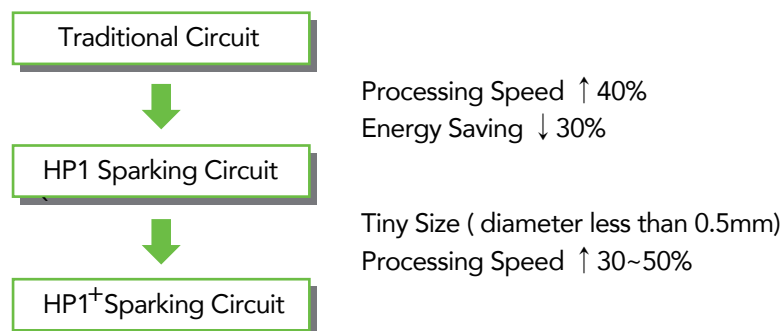 Traditional Circuit
Processing Speed ↑ 40%
Energy Saving ↓ 30%
HP1 Sparking Circuit
Tiny Size ( diameter less than 0.5mm)
Processing Speed ↑ 30~50%
HP1⁺Sparking Circuit